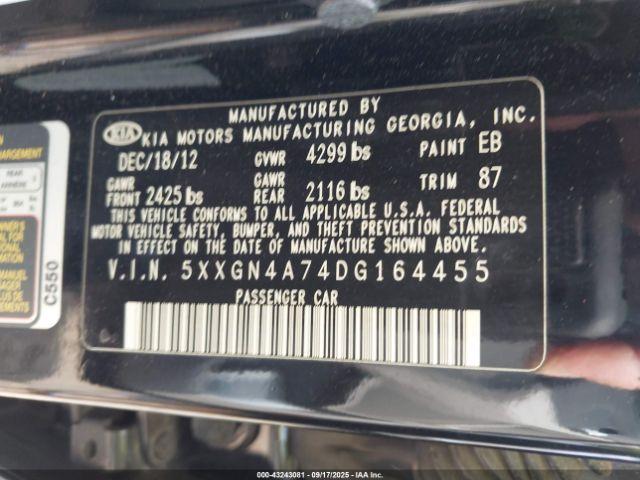 MANUFACTURED BY
KIA KIA MOTORS MANUFACTURING GEORGIA, INC.
DEC/18/12 GVWR 4299 lbs PAINT EB
GAWR FRONT 2425 lbs GAWR REAR 2116 lbs TRIM 87
THIS VEHICLE CONFORMS TO ALL APPLICABLE U.S.A. FEDERAL
MOTOR VEHICLE SAFETY, BUMPER, AND THEFT PREVENTION STANDARDS
IN EFFECT ON THE DATE OF MANUFACTURE SHOWN ABOVE.
V.I.N. 5XXGN4A74DG164455
PASSENGER CAR
REAR
C550
000-43243081 - 09/17/2025 - IAA Inc.